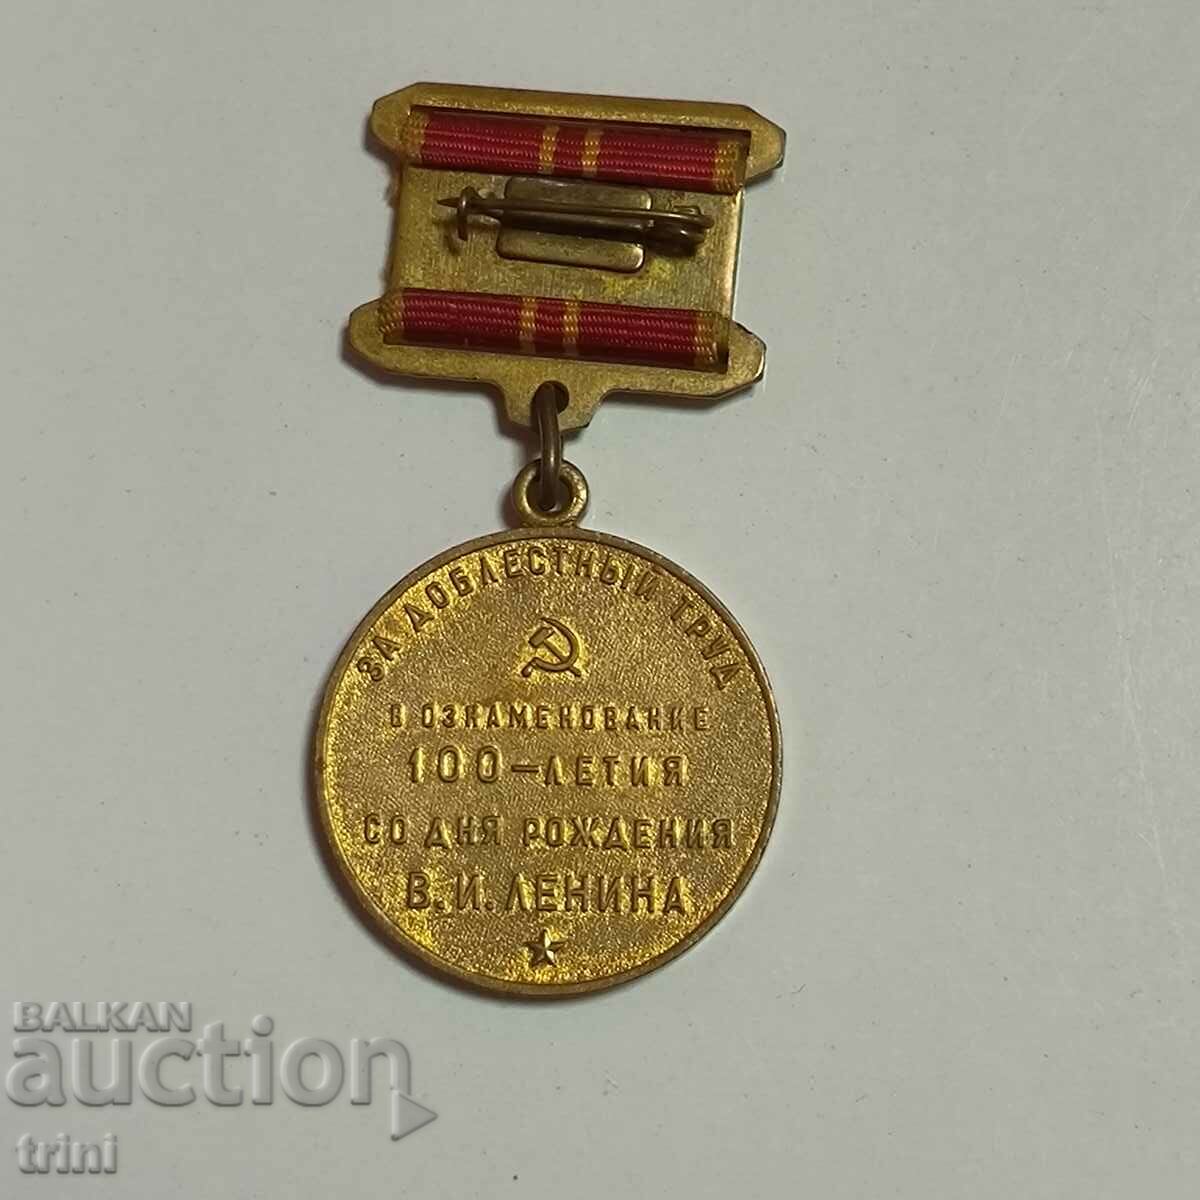 ЗА ДОБЛЕСТНЫЙ ТРУД
В ОЗНАМЕНОВАНИЕ
100-ЛЕТИЯ
СО ДНЯ РОЖДЕНИЯ
В.И.ЛЕНИНА
BALKAN
auction
trini